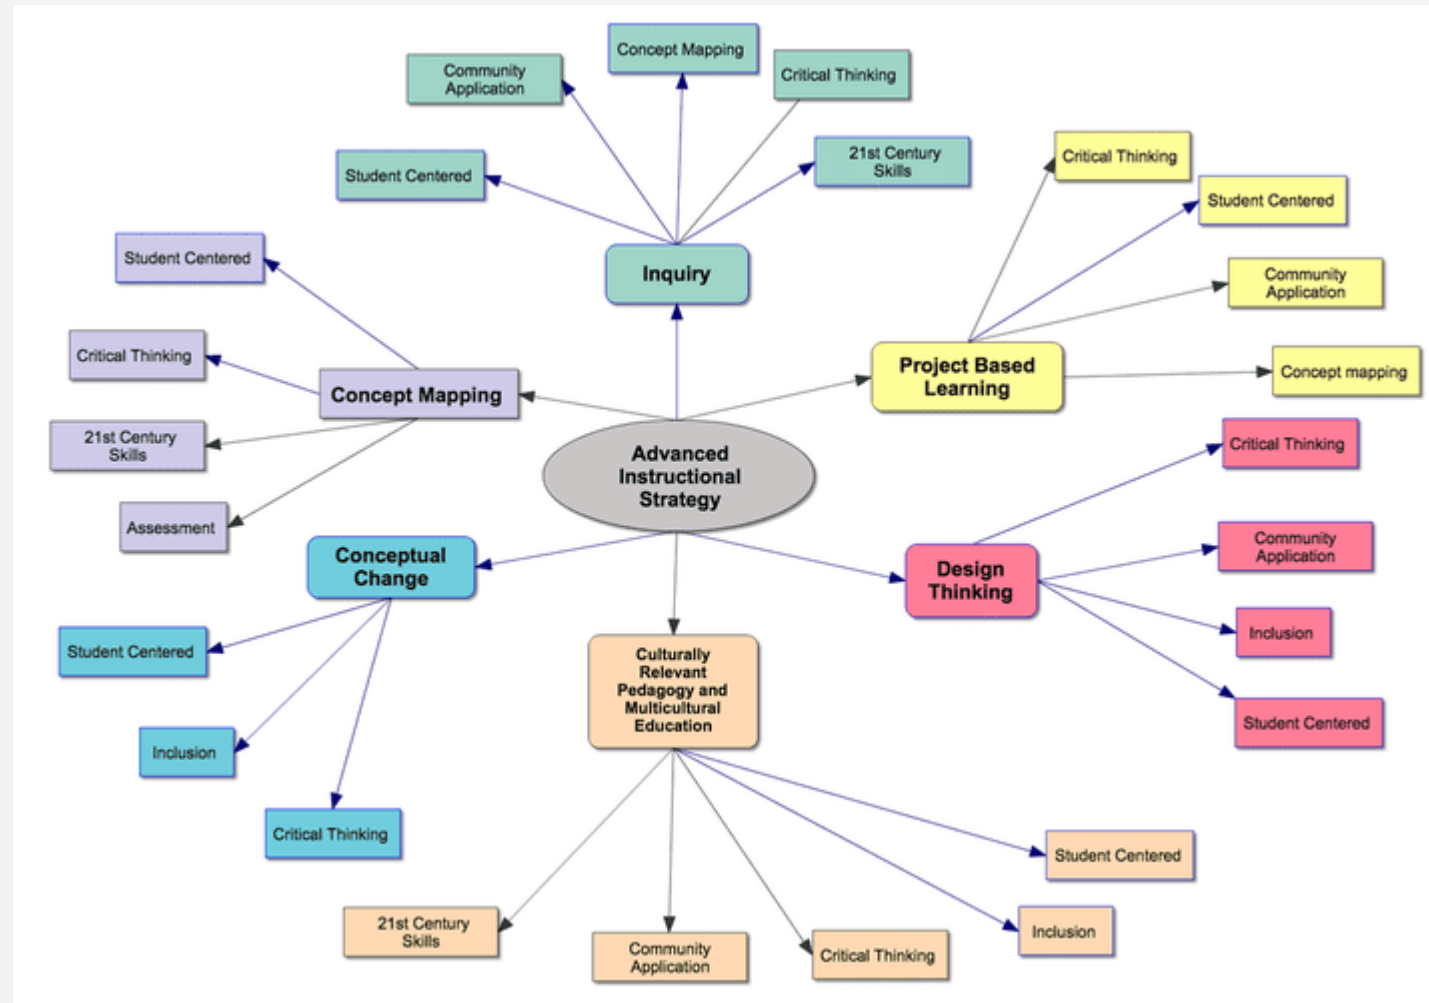 Concept Mapping
Community
Application
Critical Thinking
21st Century
Skills
Student Centered
Inquiry
Critical Thinking
Student Centered
Community
Application
Concept mapping
Project Based
Learning
Student Centered
Critical Thinking
Concept Mapping
21st Century
Skills
Assessment
Advanced
Instructional
Strategy
Critical Thinking
Community
Application
Inclusion
Student Centered
Design
Thinking
Conceptual
Change
Student Centered
Inclusion
Critical Thinking
Culturally
Relevant
Pedagogy and
Multicultural
Education
Student Centered
Inclusion
21st Century
Skills
Community
Application
Critical Thinking